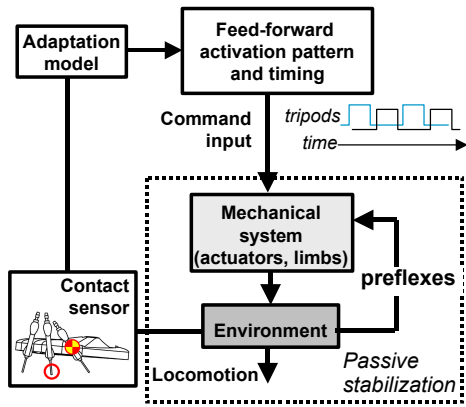 Adaptation
model
Feed-forward
activation pattern
and timing
Command
input
tripods
time
Mechanical
system
(actuators, limbs)
preflexes
Contact
sensor
Environment
Locomotion
Passive
stabilization